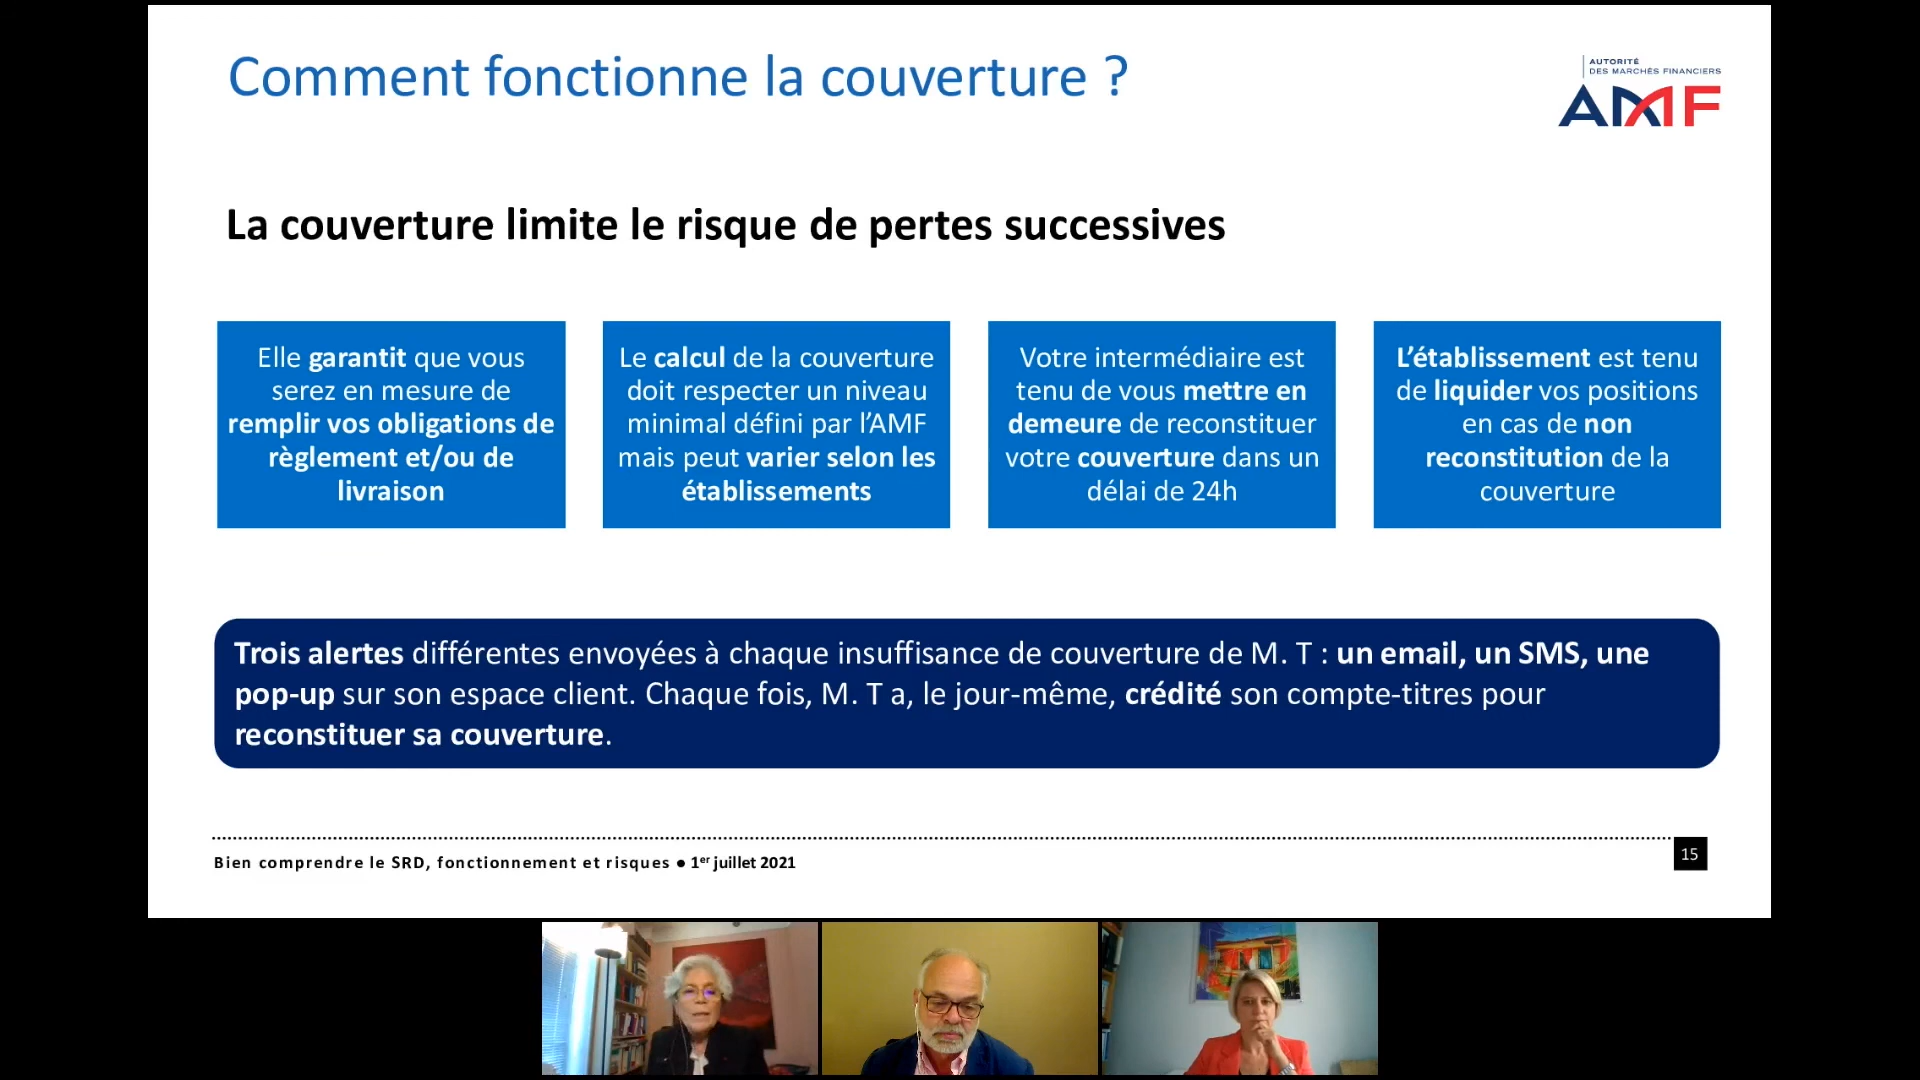 Comment fonctionne la couverture ?
AUTORITÉ
DES MARCHÉS FINANCIERS
AMF
La couverture limite le risque de pertes successives
Elle garantit que vous
serez en mesure de
remplir vos obligations de
règlement et/ou de
livraison
Le calcul de la couverture
doit respecter un niveau
minimal défini par l’AMF
mais peut varier selon les
établissements
Votre intermédiaire est
tenu de vous mettre en
demeure de reconstituer
votre couverture dans un
délai de 24h
L’établissement est tenu
de liquider vos positions
en cas de non
reconstitution de la
couverture
Trois alertes différentes envoyées à chaque insuffisance de couverture de M. T : un email, un SMS, une
pop-up sur son espace client. Chaque fois, M. T a, le jour-même, crédité son compte-titres pour
reconstituer sa couverture.
Bien comprendre le SRD, fonctionnement et risques ● 1er juillet 2021
15